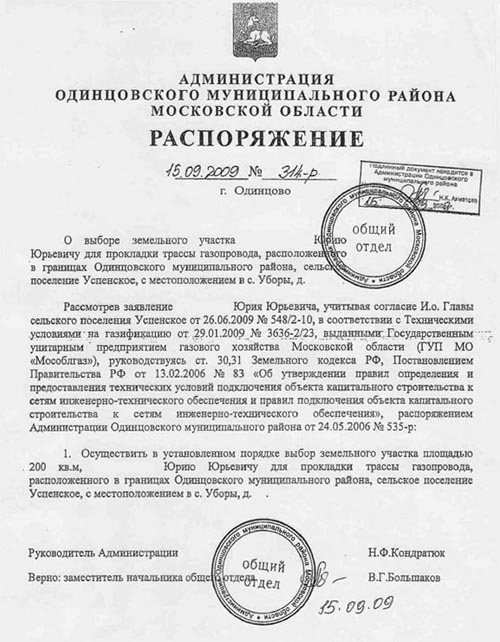 АДМИНИСТРАЦИЯ
ОДИНЦОВСКОГО МУНИЦИПАЛЬНОГО РАЙОНА
МОСКОВСКОЙ ОБЛАСТИ
РАСПОРЯЖЕНИЕ
15.09.2009 № 314-р
г. Одинцово
Подлинный документ находится в
Администрации Одинцовского
муниципального района
общий
отдел
О выборе земельного участка Юрию
Юрьевичу для прокладки трассы газопровода, расположенного
в границах Одинцовского муниципального района, сельское
поселение Успенское, с местоположением в с. Уборы, д.
Рассмотрев заявление Юрия Юрьевича, учитывая согласие И.о. Главы
сельского поселения Успенское от 26.06.2009 № 548/2-10, в соответствии с Техническими
условиями на газификацию от 29.01.2009 № 3636-2/23, выданными Государственным
унитарным предприятием газового хозяйства Московской области (ГУП МО
«Мособлгаз»), руководствуясь ст. 30,31 Земельного кодекса РФ, Постановлением
Правительства РФ от 13.02.2006 № 83 «Об утверждении правил определения и
предоставления технических условий подключения объекта капитального строительства к
сетям инженерно-технического обеспечения и правил подключения объекта капитального
строительства к сетям инженерно-технического обеспечения», распоряжением
Администрации Одинцовского муниципального района от 24.05.2006 № 535-р:
1. Осуществить в установленном порядке выбор земельного участка площадью
200 кв.м, Юрию Юрьевичу для прокладки трассы газопровода,
расположенного в границах Одинцовского муниципального района, сельское поселение
Успенское, с местоположением в с. Уборы, д. .
Руководитель Администрации Н.Ф.Кондратюк
Верно: заместитель начальника общего отдела В.Г.Большаков
общий
отдел
15.09.09